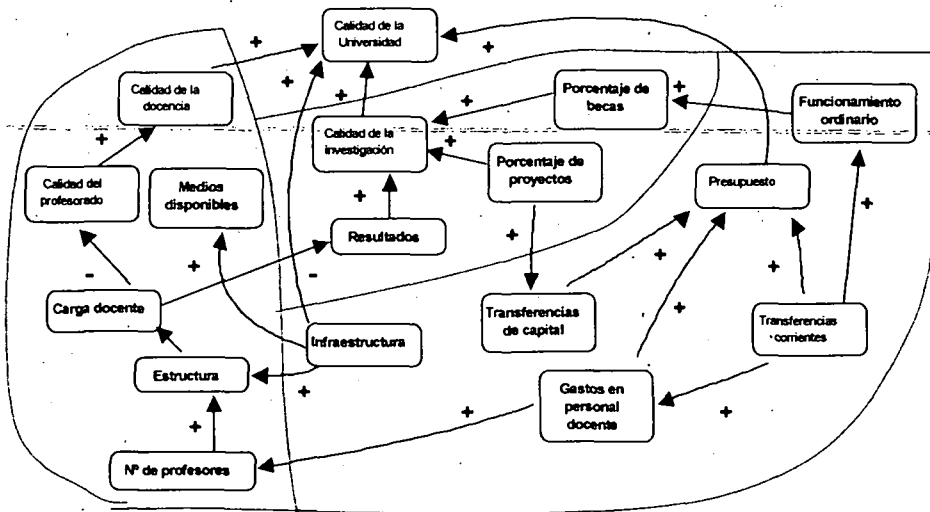 Calidad de la
Universidad
+
+
Calidad de la
docencia
+
+
+
Porcentaje de
becas
+
Funcionamiento
ordinario
+
Calidad de la
investigación
+
+
Calidad del
profesorado
Medios
disponibles
Porcentaje de
proyectos
Presupuesto
+
+
Resultados
+
-
+
-
+
+
Carga docente
Transferencias
de capital
+
Transferencias
corrientes
Infraestructura
Estructura
+
Gastos en
personal
docente
+
+
+
Nº de profesores